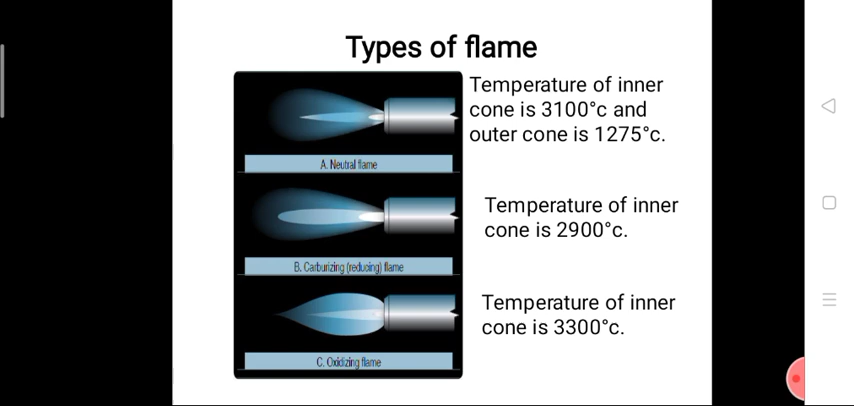 Types of flame
Temperature of inner
cone is 3100°c and
outer cone is 1275°c.
A. Neutral flame
Temperature of inner
cone is 2900°c.
B. Carburizing (reducing) flame
Temperature of inner
cone is 3300°c.
C. Oxidizing flame